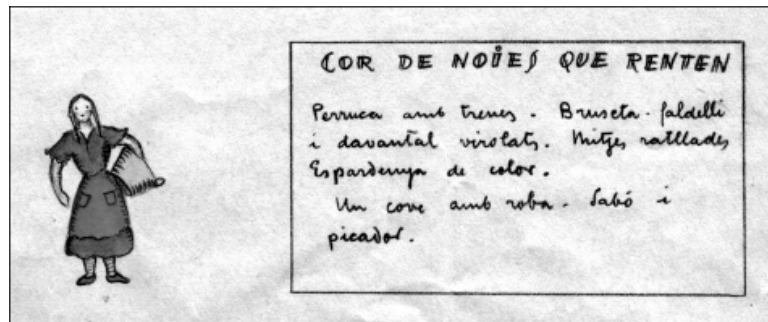 COR DE NOIES QUE RENTEN
Perruca amb trenes. Bruseta. faldelli
i davantal virolats. Mitges ratllades
Espardenya de color.
Un cove amb roba. Sabó i
picador.